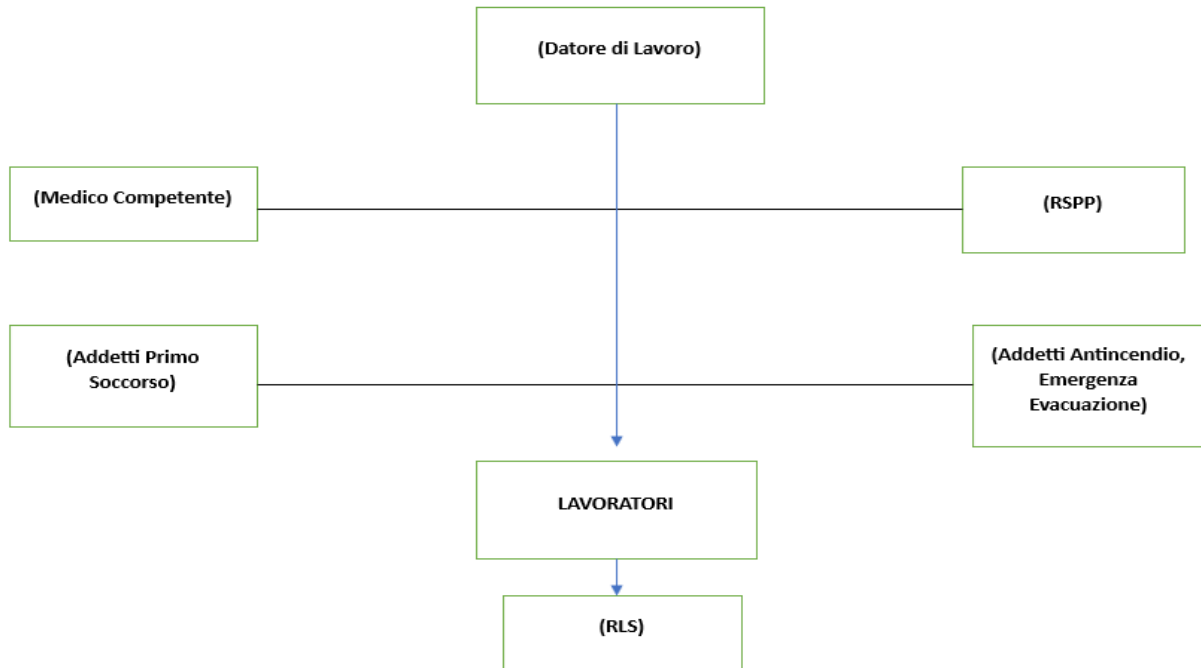 (Datore di Lavoro)
(Medico Competente)
(RSPP)
(Addetti Primo
Soccorso)
(Addetti Antincendio,
Emergenza
Evacuazione)
LAVORATORI
(RLS)